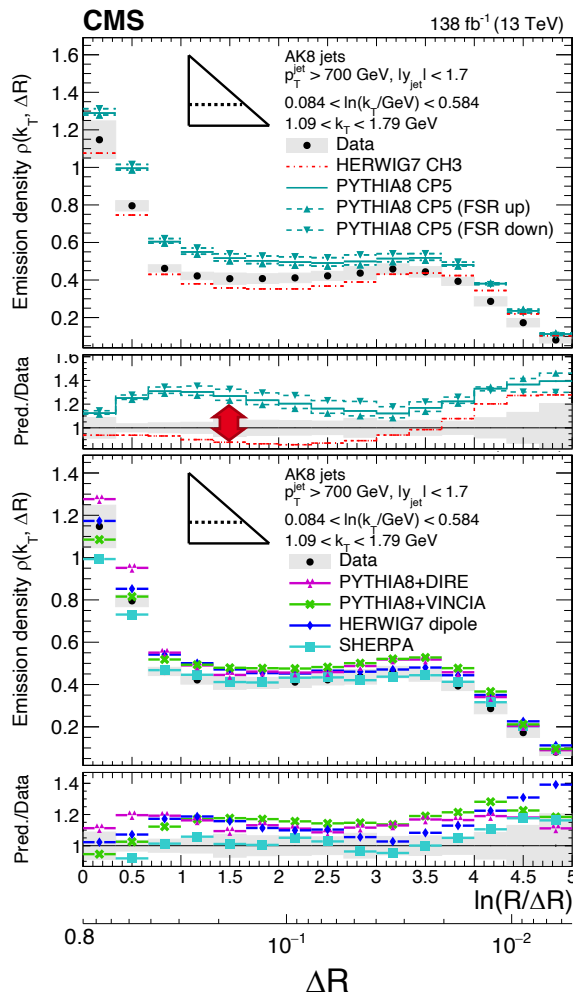 CMS 138 fb⁻¹ (13 TeV)
Emission density ρ(k_T, ΔR)
1.6
1.4
1.2
1.0
0.8
0.6
0.4
0.2
AK8 jets
p_T^jet > 700 GeV, |y_jet| < 1.7
0.084 < ln(k_T/GeV) < 0.584
1.09 < k_T < 1.79 GeV
Data
HERWIG7 CH3
PYTHIA8 CP5
PYTHIA8 CP5 (FSR up)
PYTHIA8 CP5 (FSR down)
Pred./Data
1.6
1.4
1.2
1
Emission density ρ(k_T, ΔR)
1.4
1.2
1.0
0.8
0.6
0.4
0.2
AK8 jets
p_T^jet > 700 GeV, |y_jet| < 1.7
0.084 < ln(k_T/GeV) < 0.584
1.09 < k_T < 1.79 GeV
Data
PYTHIA8+DIRE
PYTHIA8+VINCIA
HERWIG7 dipole
SHERPA
Pred./Data
1.4
1.2
1
0 0.5 1 1.5 2 2.5 3 3.5 4 4.5 5
ln(R/ΔR)
0.8 10⁻¹ 10⁻²
ΔR